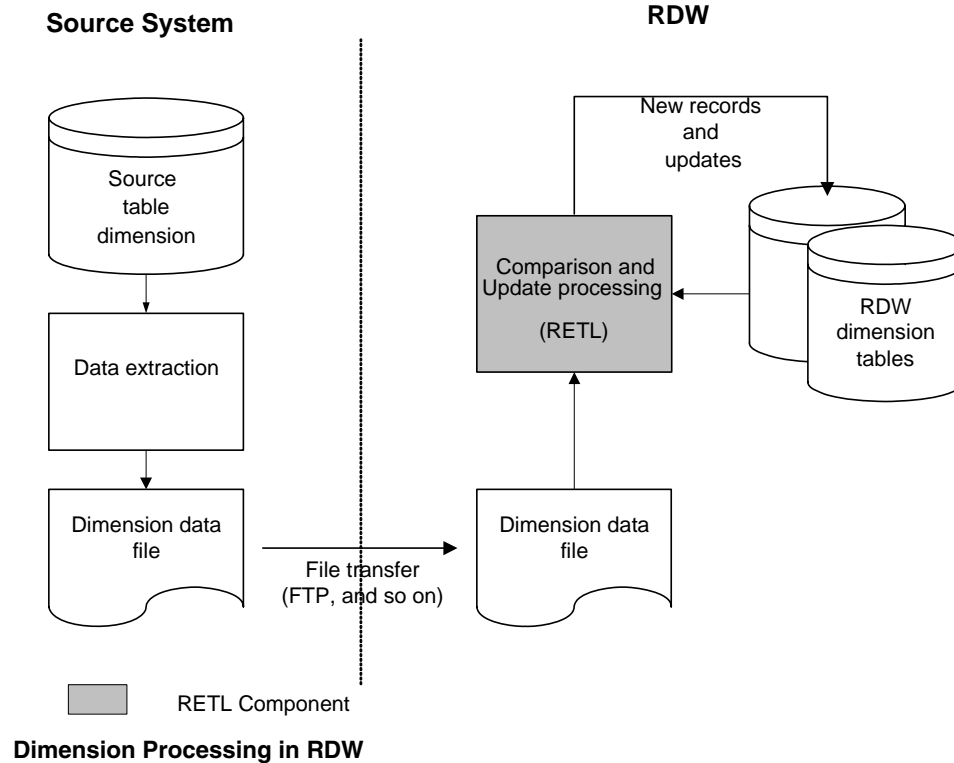 Source System
RDW
Source
table
dimension
Data extraction
Dimension data
file
File transfer
(FTP, and so on)
Dimension data
file
Comparison and
Update processing
(RETL)
New records
and
updates
RDW
dimension
tables
RETL Component
Dimension Processing in RDW